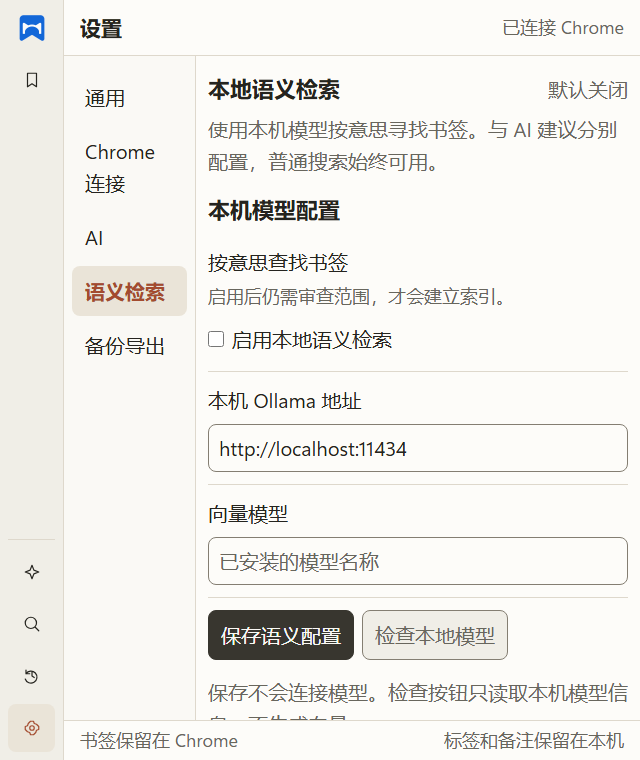 设置
已连接 Chrome
通用
Chrome
连接
AI
语义检索
备份导出
本地语义检索
默认关闭
使用本机模型按意思寻找书签。与 AI 建议分别
配置，普通搜索始终可用。
本机模型配置
按意思查找书签
启用后仍需审查范围，才会建立索引。
启用本地语义检索
本机 Ollama 地址
http://localhost:11434
向量模型
已安装的模型名称
保存语义配置
检查本地模型
保存不会连接模型。检查按钮只读取本机模型信
书签保留在 Chrome
标签和备注保留在本机